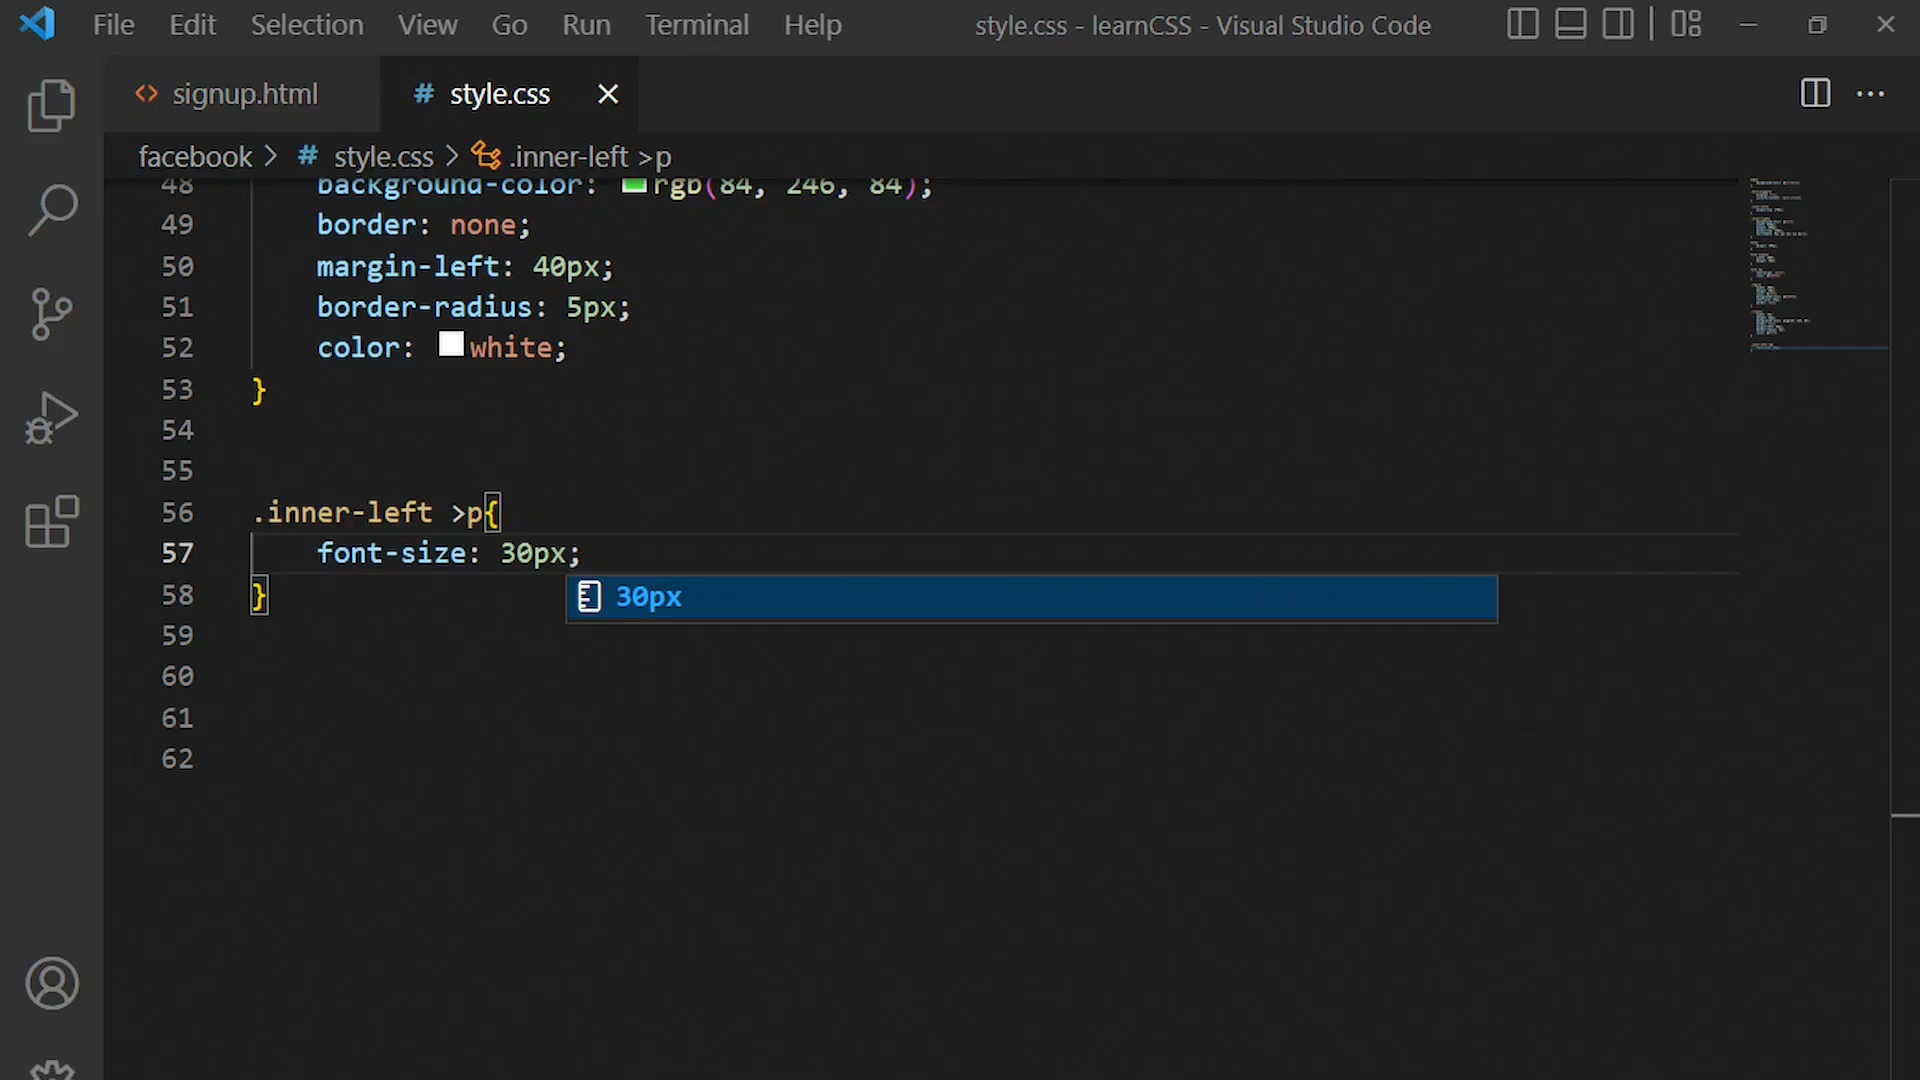 File Edit Selection View Go Run Terminal Help style.css - learnCSS - Visual Studio Code
signup.html # style.css
facebook > # style.css > .inner-left >p
48 background-color: rgb(84, 246, 84);
49 border: none;
50 margin-left: 40px;
51 border-radius: 5px;
52 color: white;
53 }
54
55
56 .inner-left >p{
57 font-size: 30px;
58 }
30px
59
60
61
62